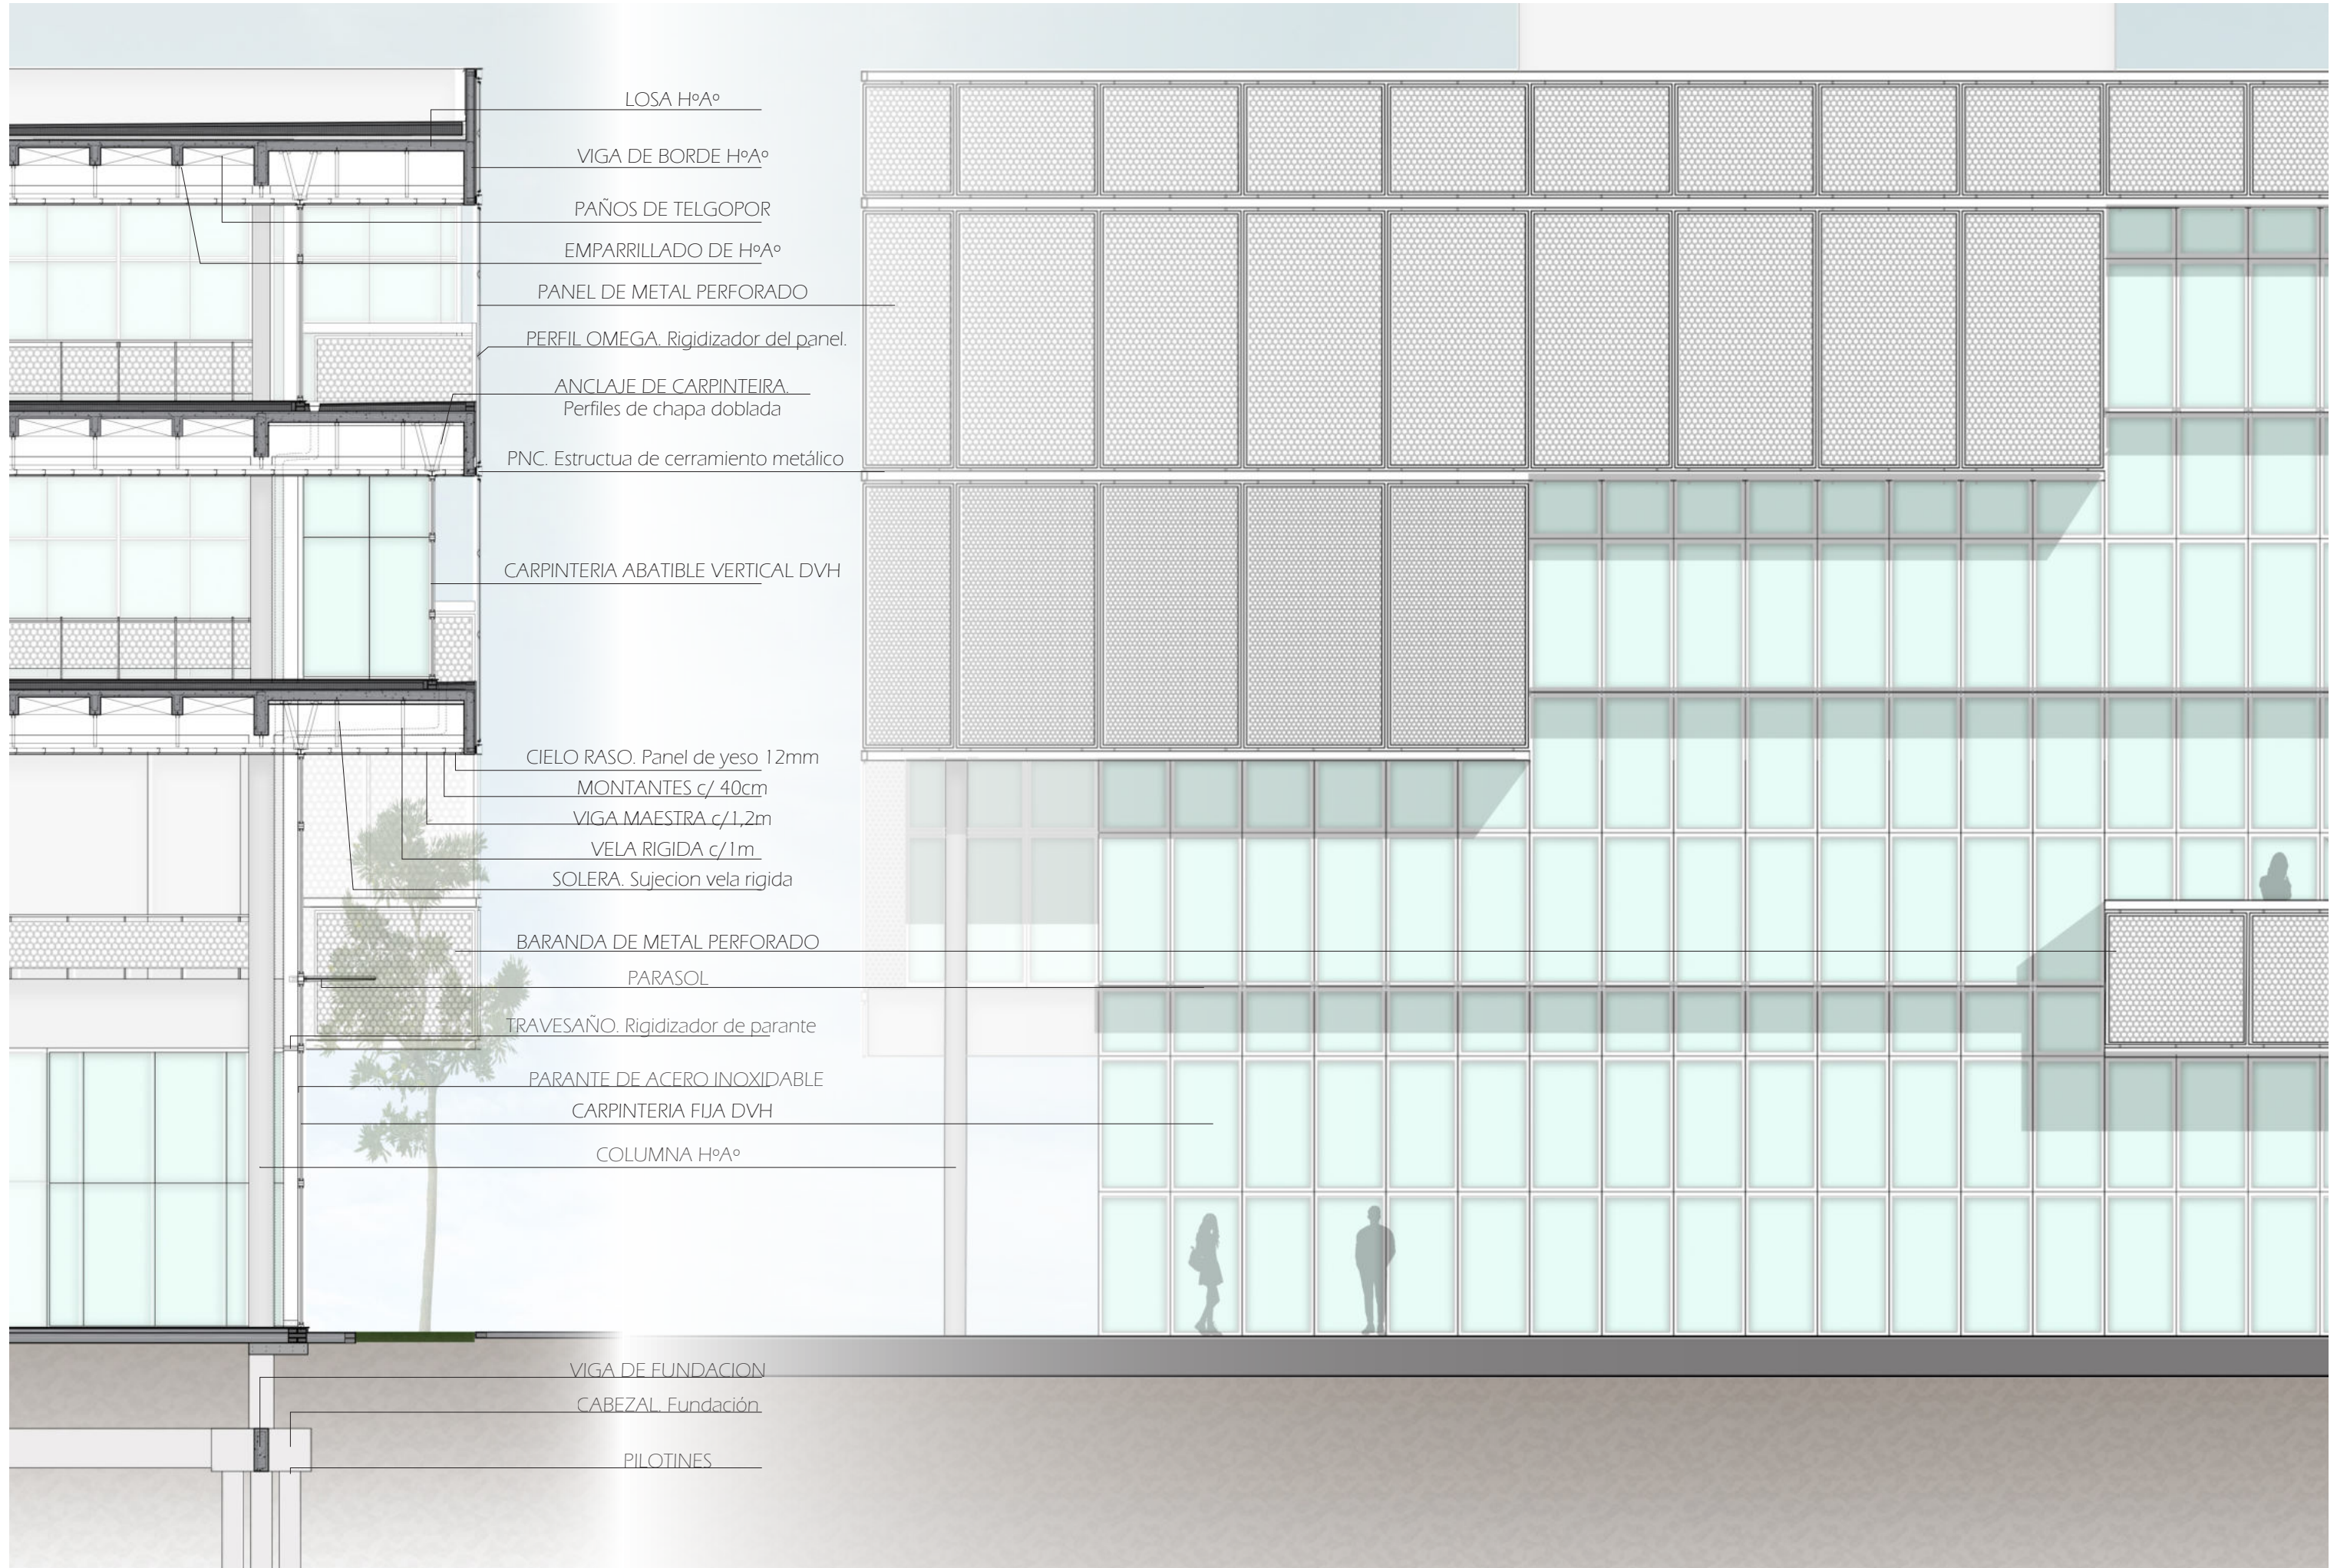 LOSA HºAº
VIGA DE BORDE HºAº
PAÑOS DE TELGOPOR
EMPARRILLADO DE HºAº
PANEL DE METAL PERFORADO
PERFIL OMEGA. Rigidizador del panel.
ANCLAJE DE CARPINTEIRA.
Perfiles de chapa doblada
PNC. Estructua de cerramiento metálico
CARPINTERIA ABATIBLE VERTICAL DVH
CIELO RASO. Panel de yeso 12mm
MONTANTES c/ 40cm
VIGA MAESTRA c/1,2m
VELA RIGIDA c/1m
SOLERA. Sujecion vela rigida
BARANDA DE METAL PERFORADO
PARASOL
TRAVESAÑO. Rigidizador de parante
PARANTE DE ACERO INOXIDABLE
CARPINTERIA FIJA DVH
COLUMNA HºAº
VIGA DE FUNDACION
CABEZAL. Fundación
PILOTINES